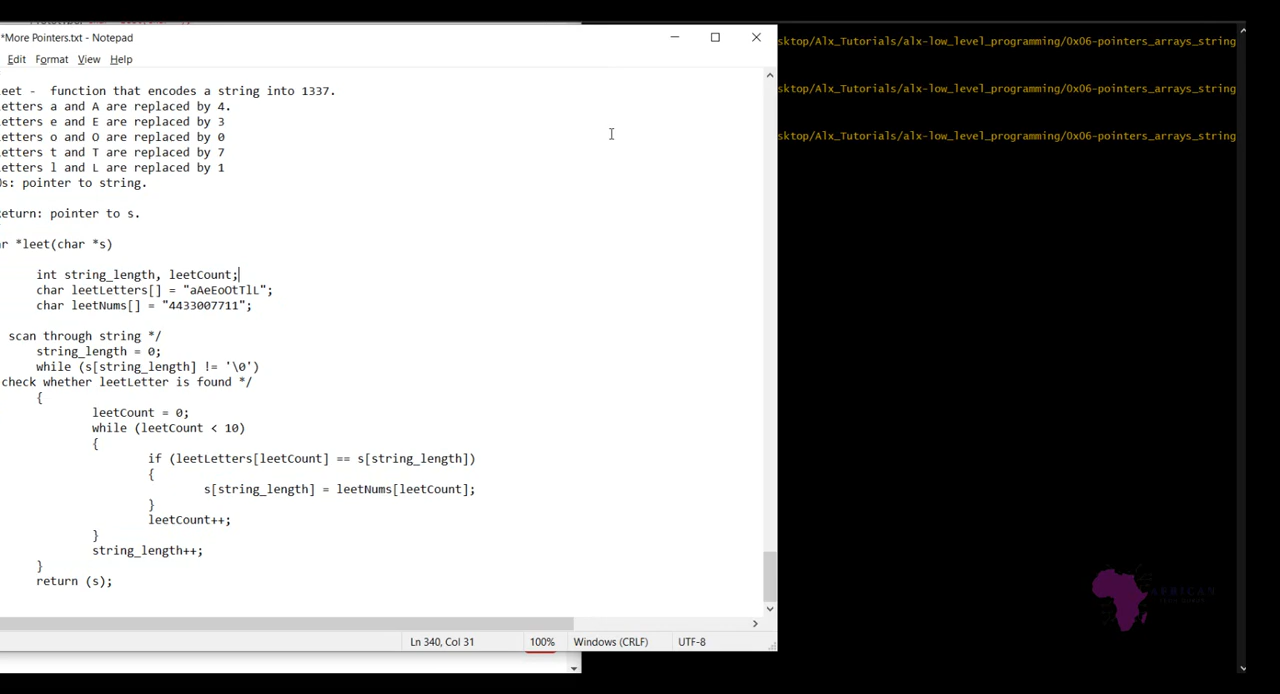 *More Pointers.txt - Notepad
Edit Format View Help
leet - function that encodes a string into 1337.
etters a and A are replaced by 4.
etters e and E are replaced by 3
etters o and O are replaced by 0
etters t and T are replaced by 7
etters l and L are replaced by 1
s: pointer to string.
eturn: pointer to s.
ar *leet(char *s)
int string_length, leetCount;
char leetLetters[] = "aAeEoOtTlL";
char leetNums[] = "4433007711";
scan through string */
string_length = 0;
while (s[string_length] != '\0')
check whether leetLetter is found */
{
leetCount = 0;
while (leetCount < 10)
{
if (leetLetters[leetCount] == s[string_length])
{
s[string_length] = leetNums[leetCount];
}
leetCount++;
}
string_length++;
}
return (s);
Ln 340, Col 31 100% Windows (CRLF) UTF-8
sktop/Alx_Tutorials/alx-low_level_programming/0x06-pointers_arrays_string
sktop/Alx_Tutorials/alx-low_level_programming/0x06-pointers_arrays_string
sktop/Alx_Tutorials/alx-low_level_programming/0x06-pointers_arrays_string
AFRICAN